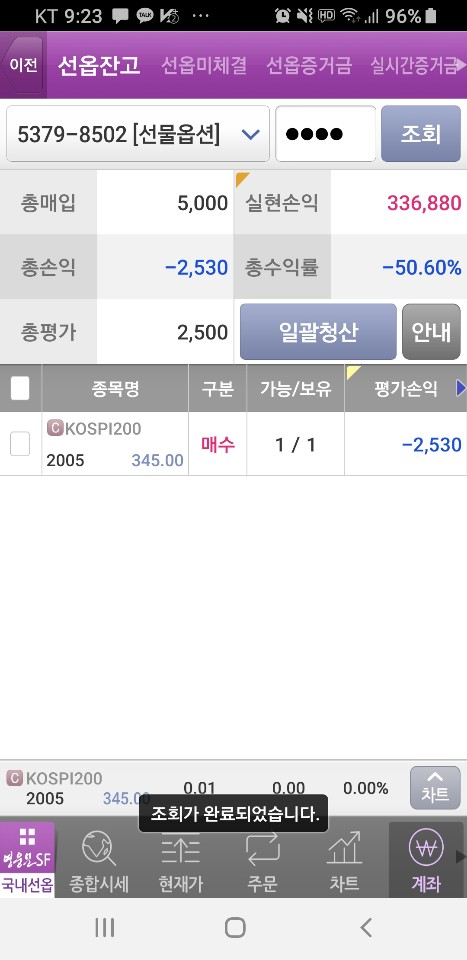 KT 9:23 TALK ... HD 96%
이전 선옵잔고 선옵미체결 선옵증거금 실시간증거금
5379-8502 [선물옵션] ●●●● 조회
총매입 5,000 실현손익 336,880
총손익 -2,530 총수익률 -50.60%
총평가 2,500 일괄청산 안내
종목명 구분 가능/보유 평가손익
C KOSPI200
2005 345.00 매수 1 / 1 -2,530
C KOSPI200
2005 345.00 0.01 0.00 0.00% 차트
조회가 완료되었습니다.
영웅문SF
국내선옵 종합시세 현재가 주문 차트 계좌